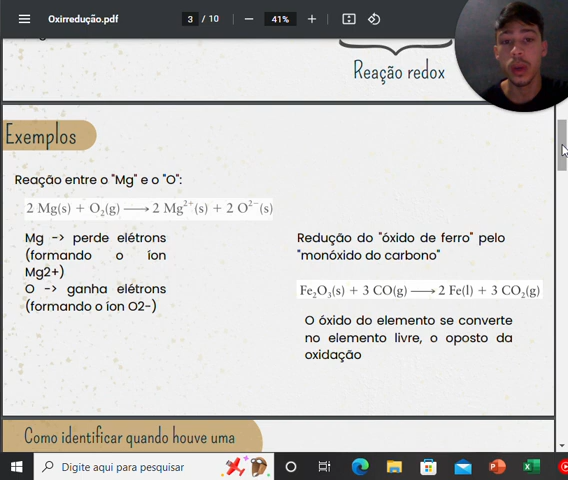 Oxirredução.pdf
3 / 10
41%
Reação redox
Exemplos
Reação entre o "Mg" e o "O":
2 Mg(s) + O₂(g) ⟶ 2 Mg²⁺(s) + 2 O²⁻(s)
Mg -> perde elétrons
(formando o íon
Mg2+)
O -> ganha elétrons
(formando o íon O2-)
Redução do "óxido de ferro" pelo
"monóxido do carbono"
Fe₂O₃(s) + 3 CO(g) ⟶ 2 Fe(l) + 3 CO₂(g)
O óxido do elemento se converte
no elemento livre, o oposto da
oxidação
Como identificar quando houve uma
Digite aqui para pesquisar